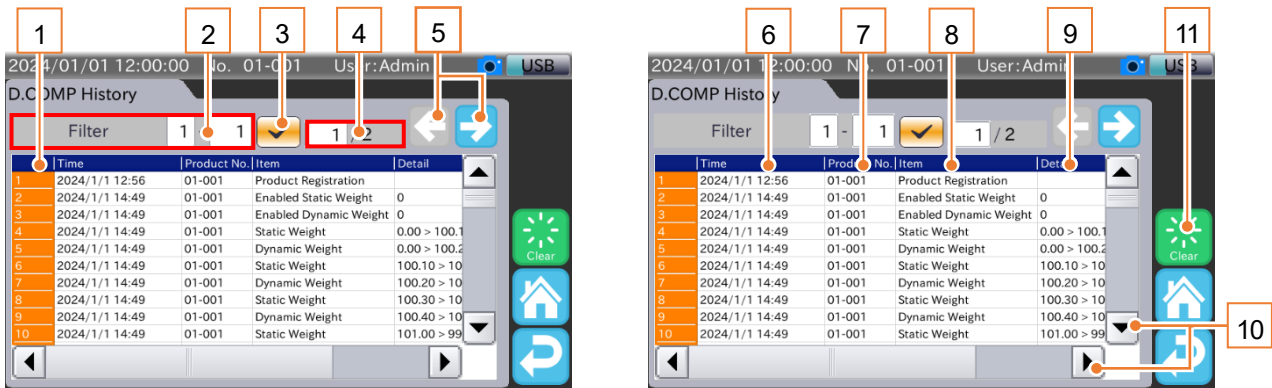 1 2 3 4 5
2024/01/01 12:00:00 No. 01-001 User:Admin USB
D.COMP History
Filter 1 - 1 1 / 2
Time Product No. Item Detail
1 2024/1/1 12:56 01-001 Product Registration
2 2024/1/1 14:49 01-001 Enabled Static Weight 0
3 2024/1/1 14:49 01-001 Enabled Dynamic Weight 0
4 2024/1/1 14:49 01-001 Static Weight 0.00 > 100.1
5 2024/1/1 14:49 01-001 Dynamic Weight 0.00 > 100.2
6 2024/1/1 14:49 01-001 Static Weight 100.10 > 10
7 2024/1/1 14:49 01-001 Dynamic Weight 100.20 > 10
8 2024/1/1 14:49 01-001 Static Weight 100.30 > 10
9 2024/1/1 14:49 01-001 Dynamic Weight 100.40 > 10
10 2024/1/1 14:49 01-001 Static Weight 101.00 > 99
Clear
6 7 8 9 11
2024/01/01 12:00:00 No. 01-001 User:Admin USB
D.COMP History
Filter 1 - 1 1 / 2
Time Product No. Item Detail
1 2024/1/1 12:56 01-001 Product Registration
2 2024/1/1 14:49 01-001 Enabled Static Weight 0
3 2024/1/1 14:49 01-001 Enabled Dynamic Weight 0
4 2024/1/1 14:49 01-001 Static Weight 0.00 > 100.1
5 2024/1/1 14:49 01-001 Dynamic Weight 0.00 > 100.2
6 2024/1/1 14:49 01-001 Static Weight 100.10 > 10
7 2024/1/1 14:49 01-001 Dynamic Weight 100.20 > 10
8 2024/1/1 14:49 01-001 Static Weight 100.30 > 10
9 2024/1/1 14:49 01-001 Dynamic Weight 100.40 > 10
10 2024/1/1 14:49 01-001 Static Weight 101.00 > 99
Clear
10